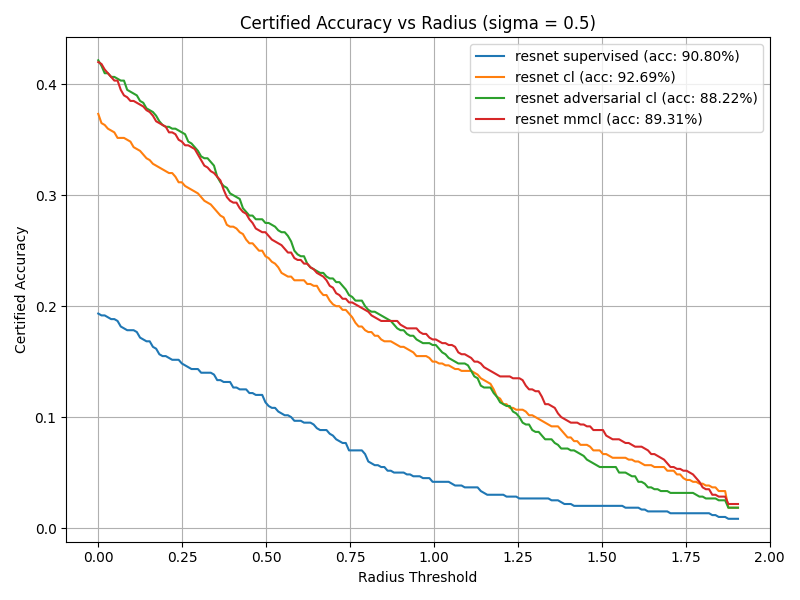 Certified Accuracy vs Radius (sigma = 0.5)
resnet supervised (acc: 90.80%)
resnet cl (acc: 92.69%)
resnet adversarial cl (acc: 88.22%)
resnet mmcl (acc: 89.31%)
Certified Accuracy
0.4
0.3
0.2
0.1
0.0
0.00 0.25 0.50 0.75 1.00 1.25 1.50 1.75 2.00
Radius Threshold